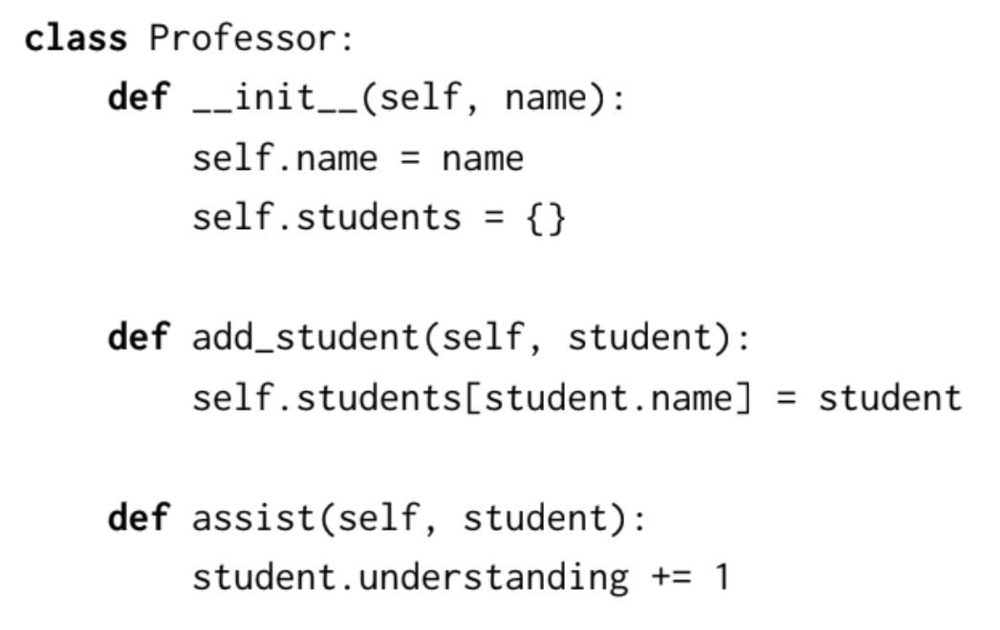 class Professor:
    def __init__(self, name):
        self.name = name
        self.students = {}

    def add_student(self, student):
        self.students[student.name] = student

    def assist(self, student):
        student.understanding += 1